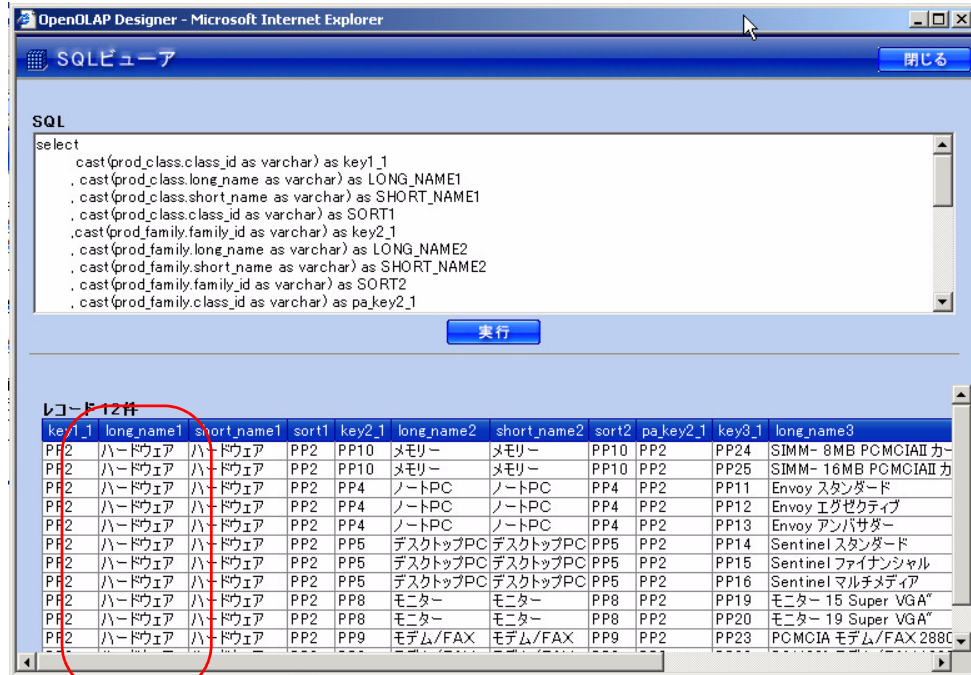 OpenOLAP Designer - Microsoft Internet Explorer
SQLビューア
閉じる
SQL
select
cast(prod_class.class_id as varchar) as key1_1
, cast(prod_class.long_name as varchar) as LONG_NAME1
, cast(prod_class.short_name as varchar) as SHORT_NAME1
, cast(prod_class.class_id as varchar) as SORT1
,cast(prod_family.family_id as varchar) as key2_1
, cast(prod_family.long_name as varchar) as LONG_NAME2
, cast(prod_family.short_name as varchar) as SHORT_NAME2
, cast(prod_family.family_id as varchar) as SORT2
, cast(prod_family.class_id as varchar) as pa_key2_1
実行
レコード 12件
key1_1 long_name1 short_name1 sort1 key2_1 long_name2 short_name2 sort2 pa_key2_1 key3_1 long_name3
PP2 ハードウェア ハードウェア PP2 PP10 メモリー メモリー PP10 PP2 PP24 SIMM- 8MB PCMCIAII カー
PP2 ハードウェア ハードウェア PP2 PP10 メモリー メモリー PP10 PP2 PP25 SIMM- 16MB PCMCIAII カ
PP2 ハードウェア ハードウェア PP2 PP4 ノートPC ノートPC PP4 PP2 PP11 Envoy スタンダード
PP2 ハードウェア ハードウェア PP2 PP4 ノートPC ノートPC PP4 PP2 PP12 Envoy エグゼクティブ
PP2 ハードウェア ハードウェア PP2 PP4 ノートPC ノートPC PP4 PP2 PP13 Envoy アンバサダー
PP2 ハードウェア ハードウェア PP2 PP5 デスクトップPC デスクトップPC PP5 PP2 PP14 Sentinel スタンダード
PP2 ハードウェア ハードウェア PP2 PP5 デスクトップPC デスクトップPC PP5 PP2 PP15 Sentinel ファイナンシャル
PP2 ハードウェア ハードウェア PP2 PP5 デスクトップPC デスクトップPC PP5 PP2 PP16 Sentinel マルチメディア
PP2 ハードウェア ハードウェア PP2 PP8 モニター モニター PP8 PP2 PP19 モニター 15 Super VGA"
PP2 ハードウェア ハードウェア PP2 PP8 モニター モニター PP8 PP2 PP20 モニター 19 Super VGA"
PP2 ハードウェア ハードウェア PP2 PP9 モデム/FAX モデム/FAX PP9 PP2 PP23 PCMCIA モデム/FAX 2880